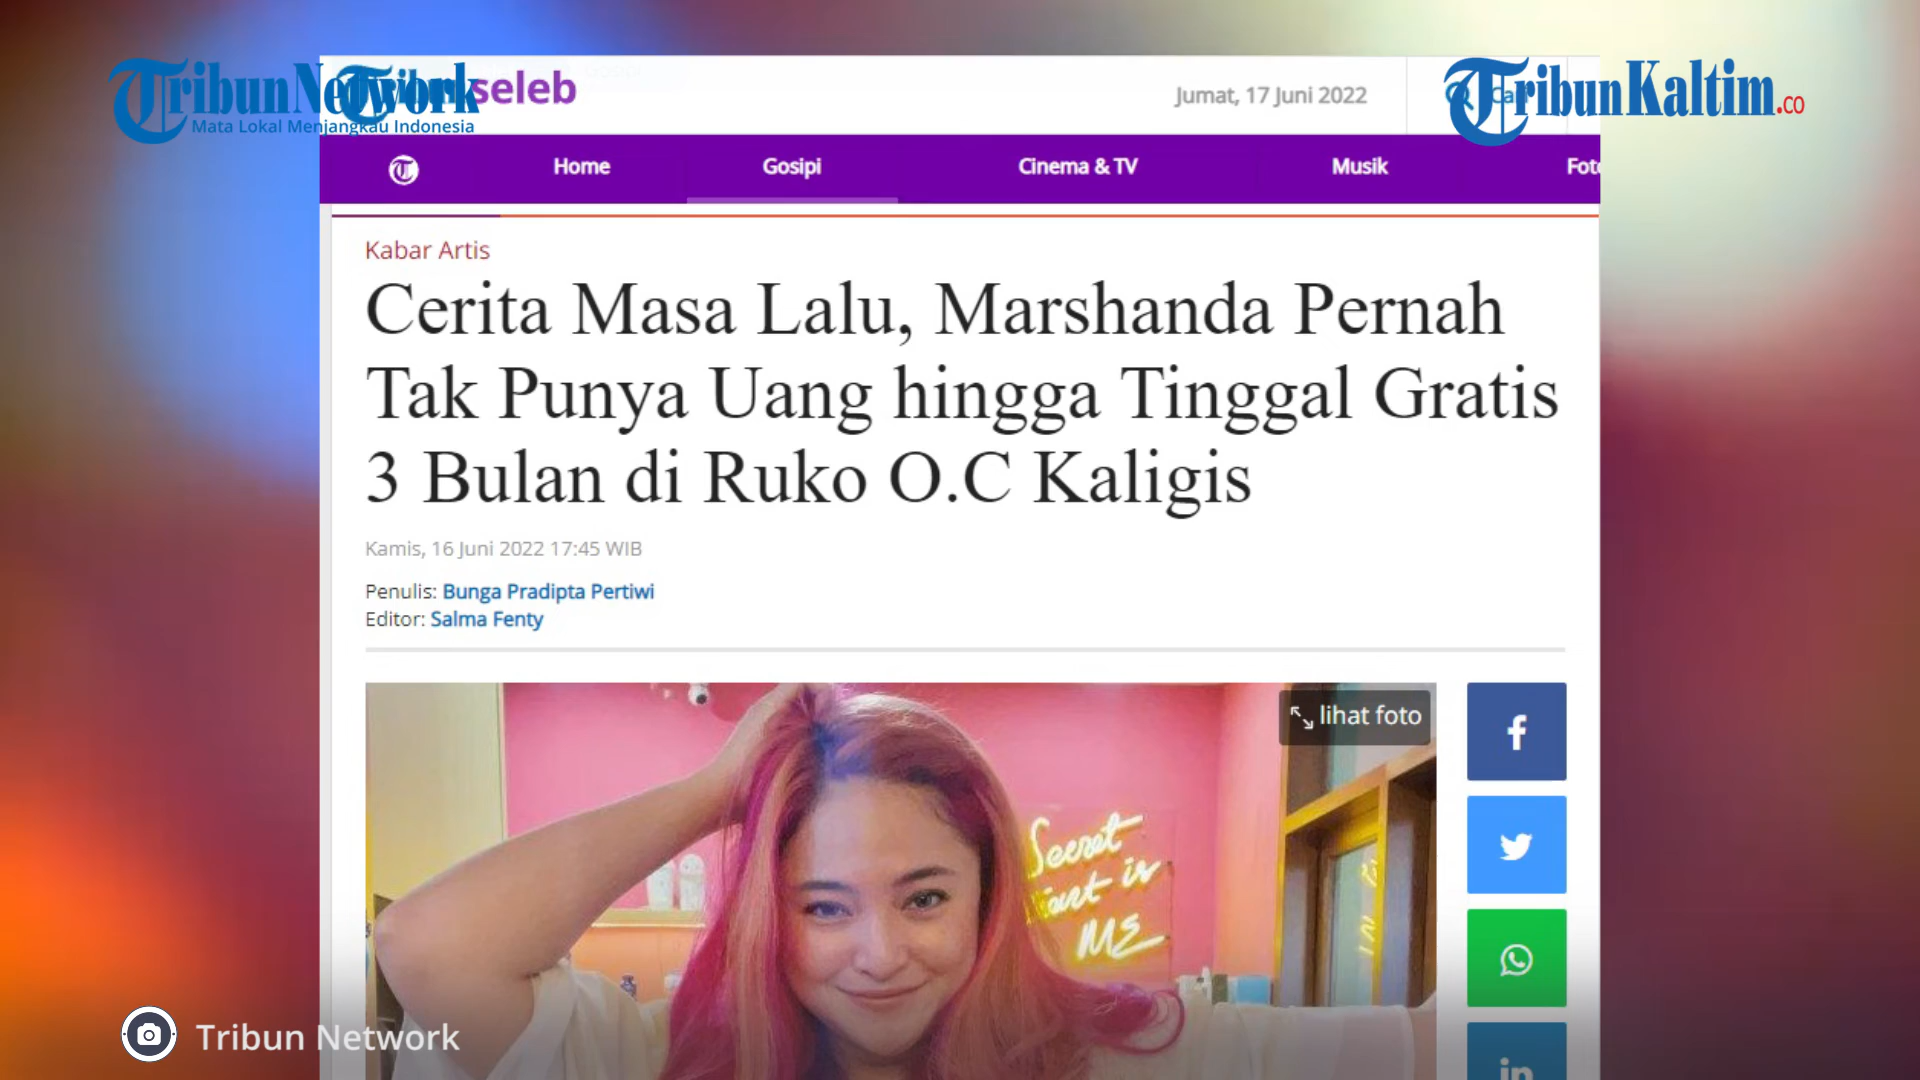 TribunNetwork
Mata Lokal Menjangkau Indonesia
seleb
Jumat, 17 Juni 2022
TribunKaltim.co
Home
Gosipi
Cinema & TV
Musik
Kabar Artis
Cerita Masa Lalu, Marshanda Pernah
Tak Punya Uang hingga Tinggal Gratis
3 Bulan di Ruko O.C Kaligis
Kamis, 16 Juni 2022 17:45 WIB
Penulis: Bunga Pradipta Pertiwi
Editor: Salma Fenty
lihat foto
Secret
is
ME
Tribun Network